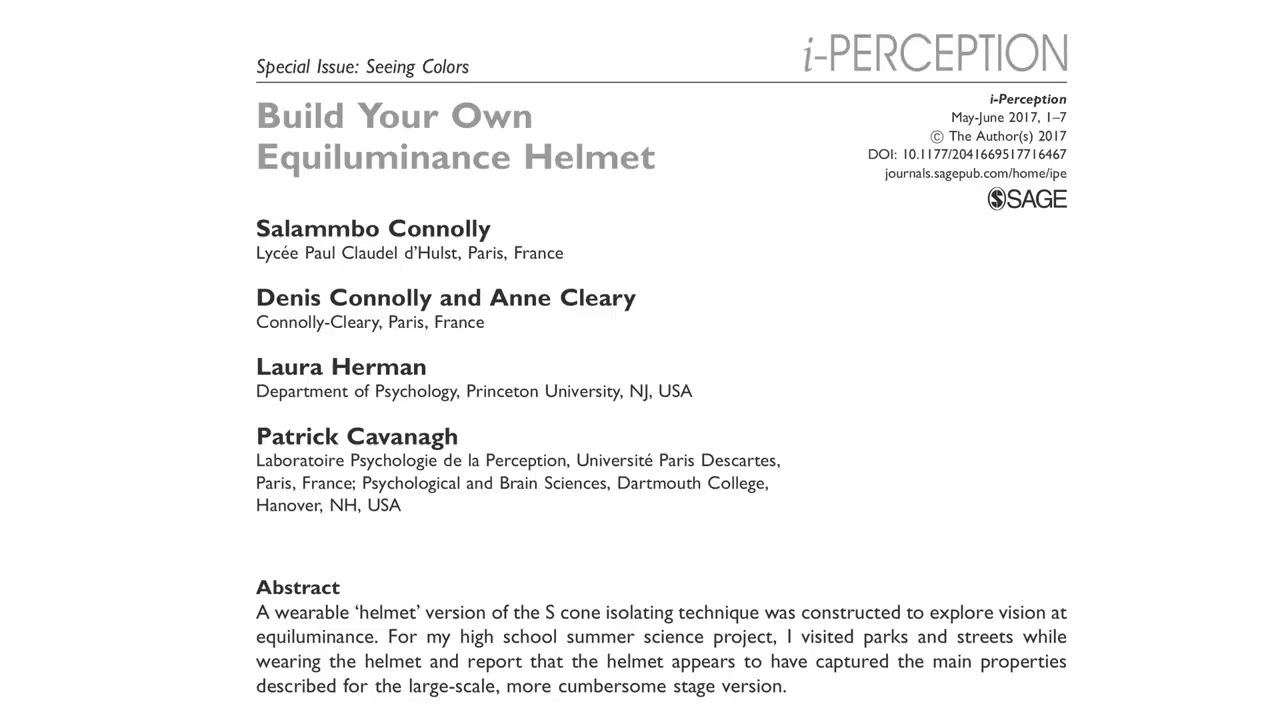 Special Issue: Seeing Colors
i-PERCEPTION
Build Your Own
Equiluminance Helmet
i-Perception
May-June 2017, 1–7
© The Author(s) 2017
DOI: 10.1177/2041669517716467
journals.sagepub.com/home/ipe
SAGE
Salammbo Connolly
Lycée Paul Claudel d'Hulst, Paris, France
Denis Connolly and Anne Cleary
Connolly-Cleary, Paris, France
Laura Herman
Department of Psychology, Princeton University, NJ, USA
Patrick Cavanagh
Laboratoire Psychologie de la Perception, Université Paris Descartes,
Paris, France; Psychological and Brain Sciences, Dartmouth College,
Hanover, NH, USA
Abstract
A wearable ‘helmet’ version of the S cone isolating technique was constructed to explore vision at
equiluminance. For my high school summer science project, I visited parks and streets while
wearing the helmet and report that the helmet appears to have captured the main properties
described for the large-scale, more cumbersome stage version.